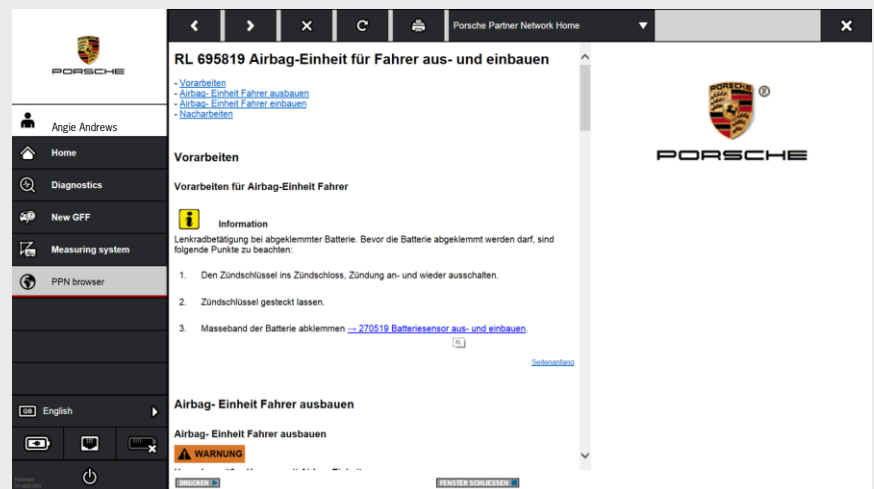 PORSCHE
Angie Andrews
Home
Diagnostics
New GFF
Measuring system
PPN browser
GB English
Porsche Partner Network Home
RL 695819 Airbag-Einheit für Fahrer aus- und einbauen
- Vorarbeiten
- Airbag- Einheit Fahrer ausbauen
- Airbag- Einheit Fahrer einbauen
- Nacharbeiten
Vorarbeiten
Vorarbeiten für Airbag-Einheit Fahrer
Information
Lenkradbetätigung bei abgeklemmter Batterie. Bevor die Batterie abgeklemmt werden darf, sind
folgende Punkte zu beachten:
1. Den Zündschlüssel ins Zündschloss, Zündung an- und wieder ausschalten.
2. Zündschlüssel gesteckt lassen.
3. Masseband der Batterie abklemmen → 270519 Batteriesensor aus- und einbauen.
RL
Seitenanfang
Airbag- Einheit Fahrer ausbauen
Airbag- Einheit Fahrer ausbauen
WARNUNG
DRUCKEN
FENSTER SCHLIESSEN
PORSCHE
®
PORSCHE